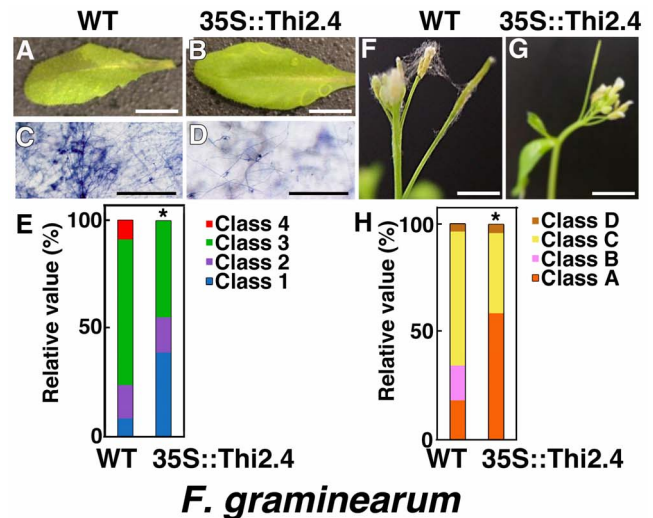 WT 35S::Thi2.4 WT 35S::Thi2.4
A B F G
C D
E 100 * Class 4
Class 3
Class 2
Class 1
Relative value (%)
50
0
WT 35S::Thi2.4
H 100 * Class D
Class C
Class B
Class A
Relative value (%)
50
0
WT 35S::Thi2.4
F. graminearum